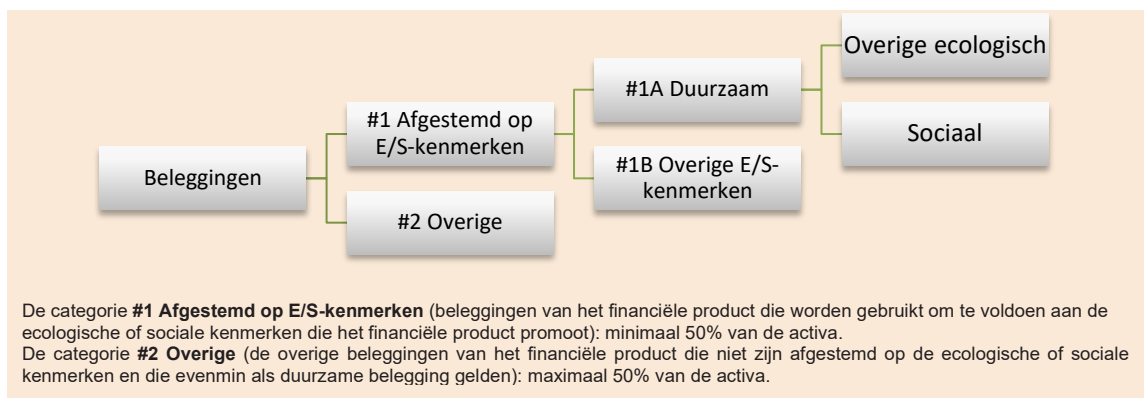 Overige ecologisch
#1A Duurzaam
#1 Afgestemd op
E/S-kenmerken
Sociaal
Beleggingen
#1B Overige E/S-
kenmerken
#2 Overige
De categorie #1 Afgestemd op E/S-kenmerken (beleggingen van het financiële product die worden gebruikt om te voldoen aan de
ecologische of sociale kenmerken die het financiële product promoot): minimaal 50% van de activa.
De categorie #2 Overige (de overige beleggingen van het financiële product die niet zijn afgestemd op de ecologische of sociale
kenmerken en die evenmin als duurzame belegging gelden): maximaal 50% van de activa.